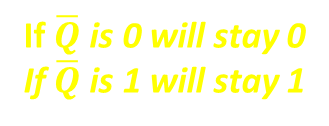 If Q̅ is 0 will stay 0
If Q̅ is 1 will stay 1